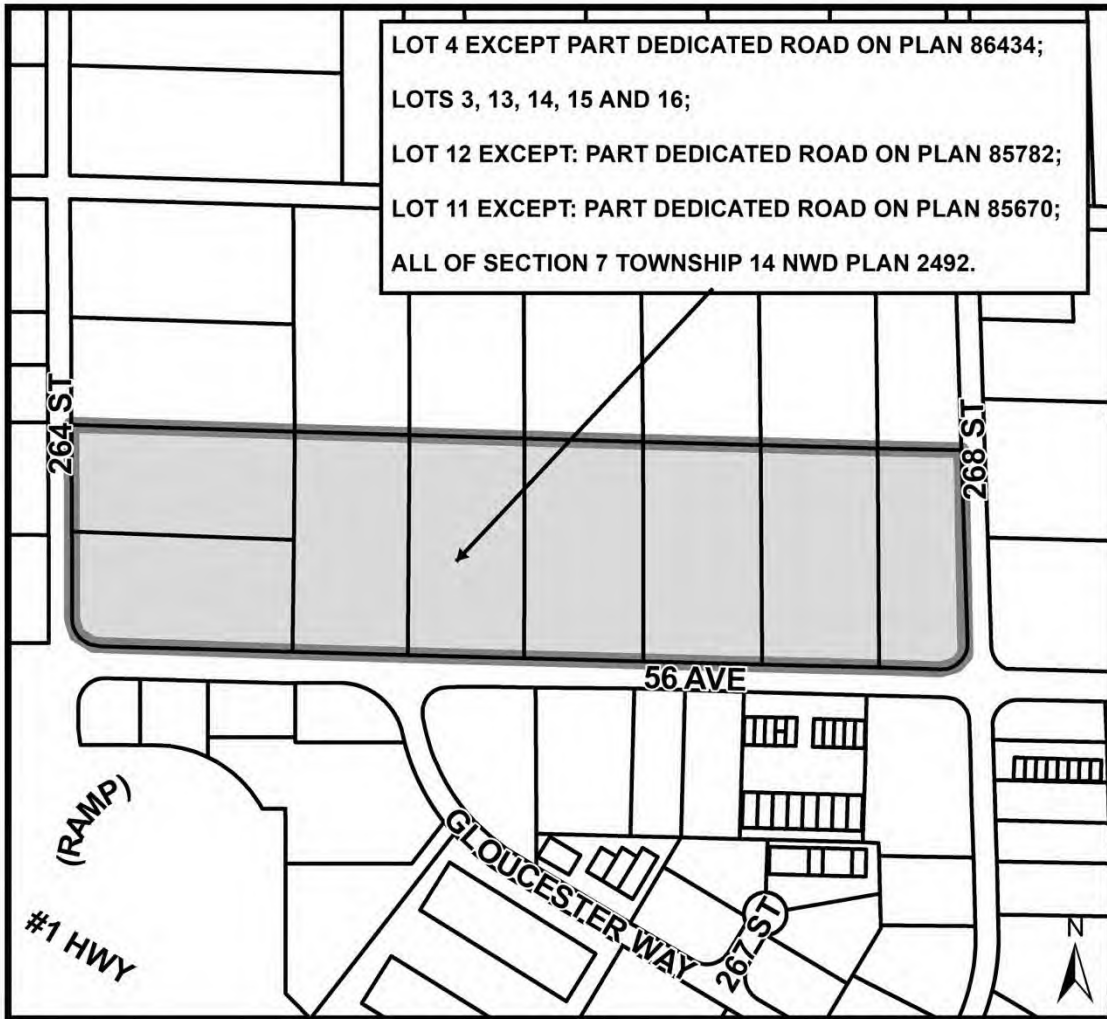 LOT 4 EXCEPT PART DEDICATED ROAD ON PLAN 86434;
LOTS 3, 13, 14, 15 AND 16;
LOT 12 EXCEPT: PART DEDICATED ROAD ON PLAN 85782;
LOT 11 EXCEPT: PART DEDICATED ROAD ON PLAN 85670;
ALL OF SECTION 7 TOWNSHIP 14 NWD PLAN 2492.
264 ST
268 ST
56 AVE
(RAMP)
#1 HWY
GLOUCESTER WAY
267 ST
N